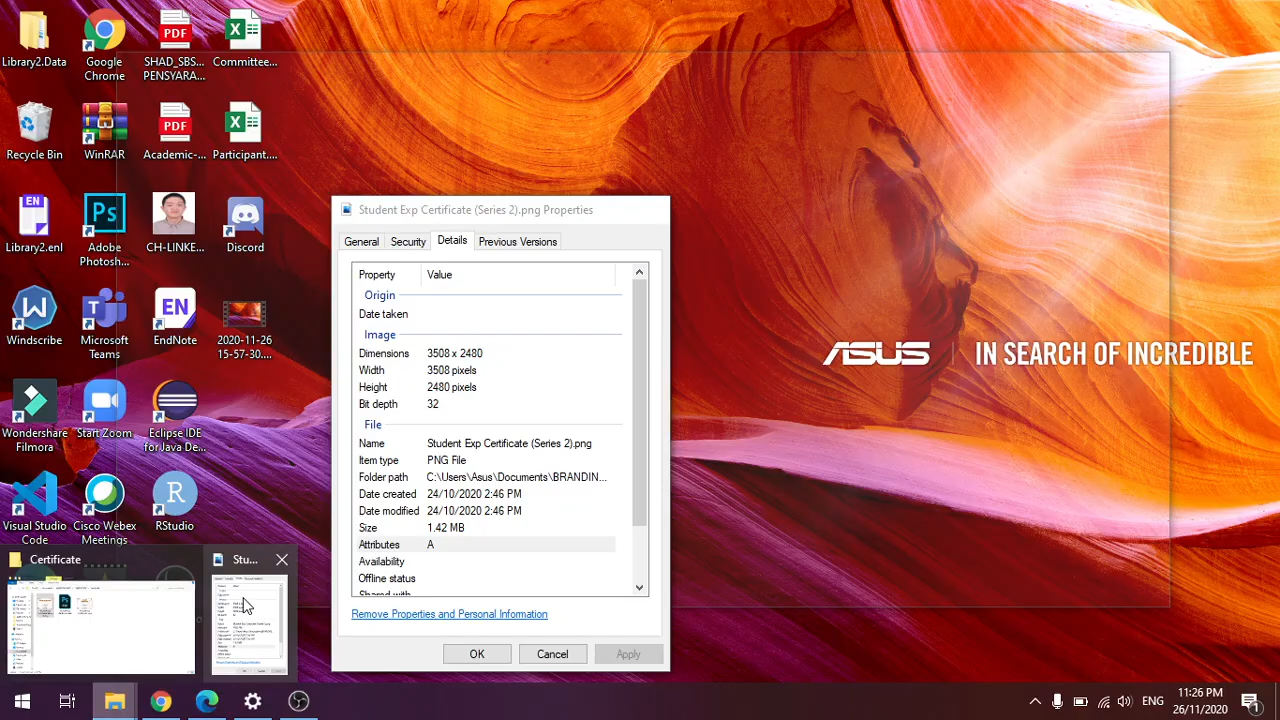 Library2.Data
Google
Chrome
SHAD_SBS...
PENSYARA...
Committee...
Recycle Bin
WinRAR
Academic-...
Participant....
Library2.enl
Adobe
Photosh...
CH-LINKE...
Discord
Windscribe
Microsoft
Teams
EndNote
2020-11-26
15-57-30....
Wondershare
Filmora
Start Zoom
Eclipse IDE
for Java De...
Visual Studio
Code
Cisco Webex
Meetings
RStudio
PDF
PDF
EN
Ps
EN
R
Student Exp Certificate (Series 2).png Properties
General
Security
Details
Previous Versions
Property Value
Origin
Date taken
Image
Dimensions 3508 x 2480
Width 3508 pixels
Height 2480 pixels
Bit depth 32
File
Name Student Exp Certificate (Series 2).png
Item type PNG File
Folder path C:\Users\Asus\Documents\BRANDIN...
Date created 24/10/2020 2:46 PM
Date modified 24/10/2020 2:46 PM
Size 1.42 MB
Attributes A
Availability
Offline status
Shared with
Remove Properties and Personal Information
OK
Cancel
Apply
ASUS
IN SEARCH OF INCREDIBLE
Certificate
Stu...
ENG
11:26 PM
26/11/2020
1